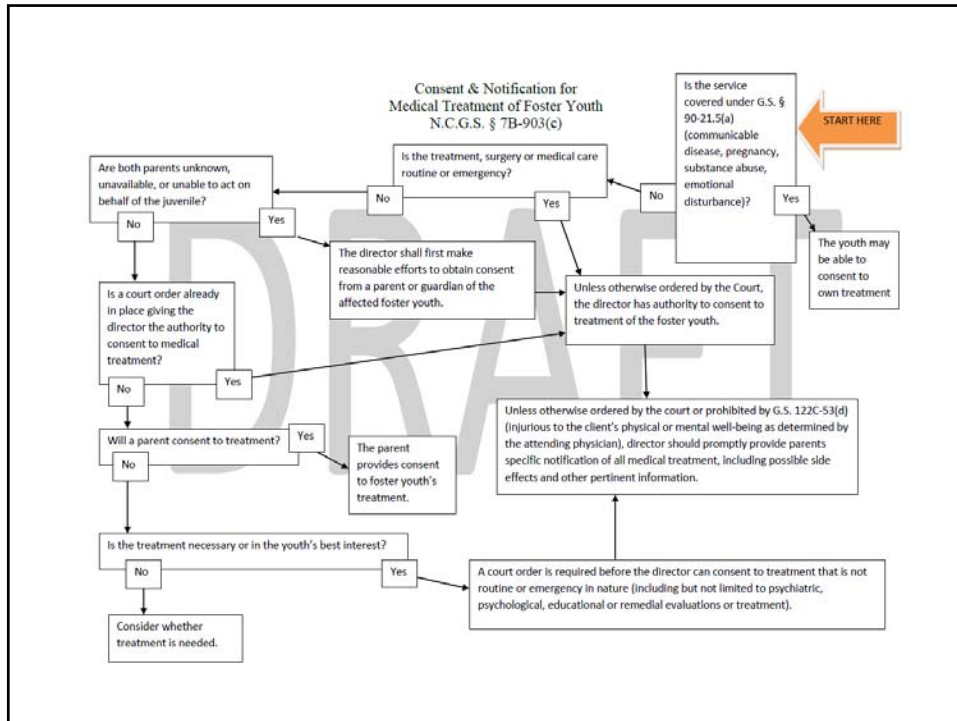 Consent & Notification for
Medical Treatment of Foster Youth
N.C.G.S. § 7B-903(c)
START HERE
Is the service
covered under G.S. §
90-21.5(a)
(communicable
disease, pregnancy,
substance abuse,
emotional
disturbance)?
No
Yes
The youth may
be able to
consent to
own treatment
Is the treatment, surgery or medical care
routine or emergency?
No
Yes
Are both parents unknown,
unavailable, or unable to act on
behalf of the juvenile?
No
Yes
The director shall first make
reasonable efforts to obtain consent
from a parent or guardian of the
affected foster youth.
Unless otherwise ordered by the Court,
the director has authority to consent to
treatment of the foster youth.
Is a court order already
in place giving the
director the authority to
consent to medical
treatment?
No
Yes
Unless otherwise ordered by the court or prohibited by G.S. 122C-53(d)
(injurious to the client's physical or mental well-being as determined by
the attending physician), director should promptly provide parents
specific notification of all medical treatment, including possible side
effects and other pertinent information.
Will a parent consent to treatment?
Yes
No
The parent
provides consent
to foster youth's
treatment.
Is the treatment necessary or in the youth's best interest?
No
Yes
A court order is required before the director can consent to treatment that is not
routine or emergency in nature (including but not limited to psychiatric,
psychological, educational or remedial evaluations or treatment).
Consider whether
treatment is needed.
DRAFT